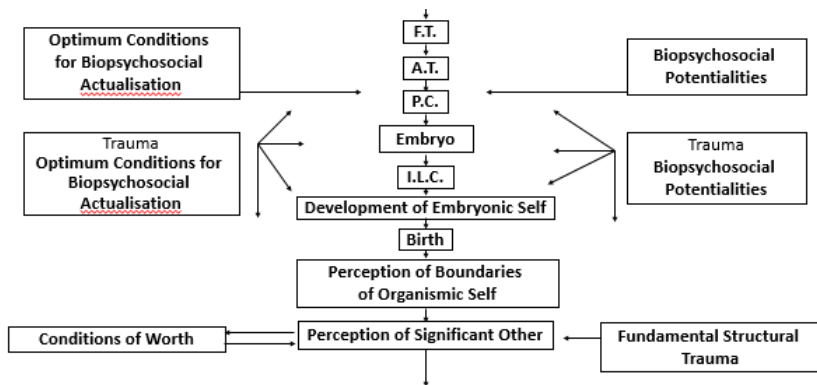 F.T.
Optimum Conditions
for Biopsychosocial
Actualisation
A.T.
Biopsychosocial
Potentialities
P.C.
Embryo
Trauma
Optimum Conditions for
Biopsychosocial
Actualisation
Trauma
Biopsychosocial
Potentialities
I.L.C.
Development of Embryonic Self
Birth
Perception of Boundaries
of Organismic Self
Conditions of Worth
Perception of Significant Other
Fundamental Structural
Trauma